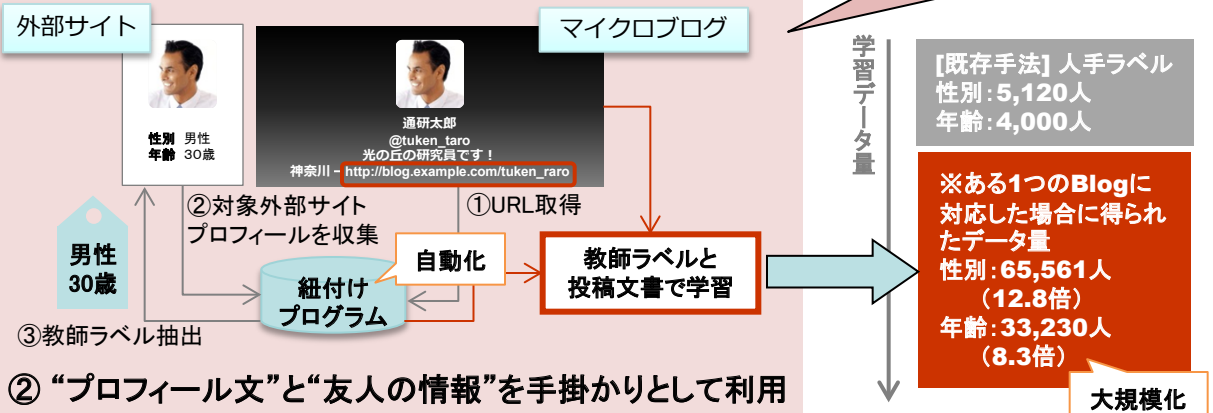 外部サイト
マイクロブログ
性別 男性
年齢 30歳
通研太郎
@tuken_taro
光の丘の研究員です！
神奈川 – http://blog.example.com/tuken_raro
②対象外部サイト
プロフィールを収集
①URL取得
男性
30歳
自動化
紐付け
プログラム
教師ラベルと
投稿文書で学習
③教師ラベル抽出
② “プロフィール文”と“友人の情報”を手掛かりとして利用
学習データ量
[既存手法] 人手ラベル
性別：5,120人
年齢：4,000人
※ある1つのBlogに
対応した場合に得られ
たデータ量
性別：65,561人
（12.8倍）
年齢：33,230人
（8.3倍）
大規模化